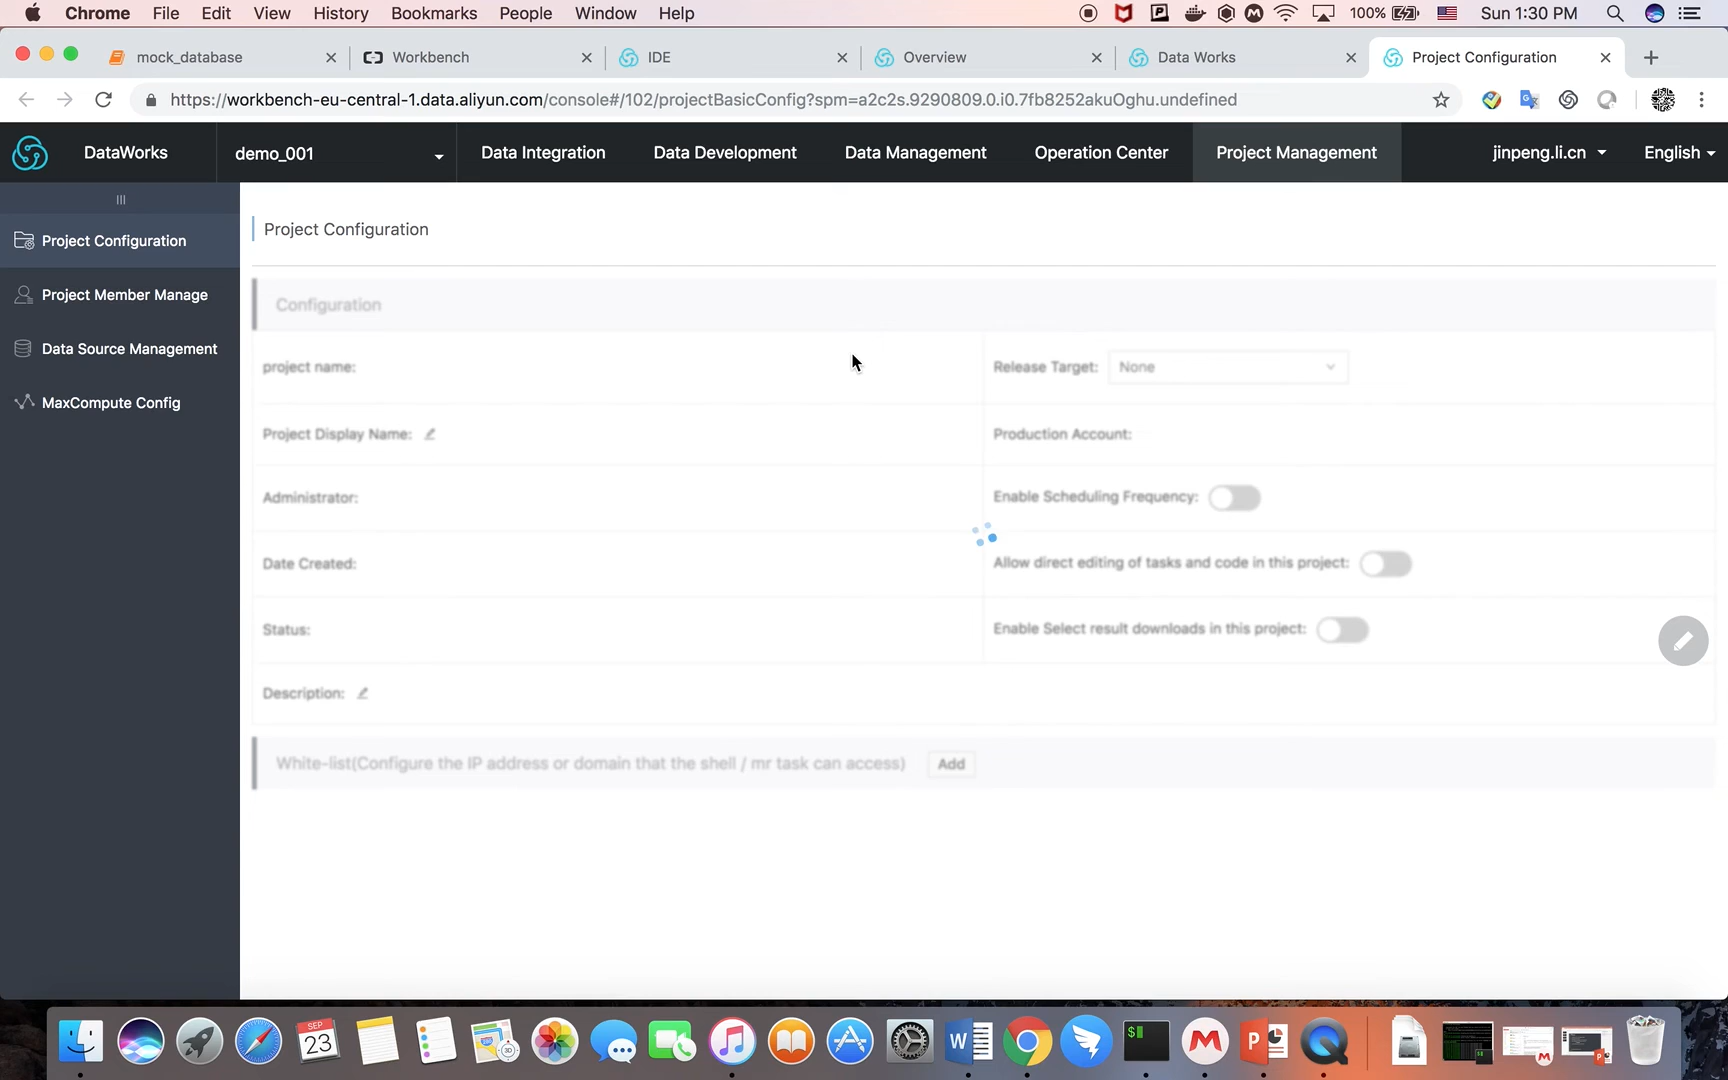 Chrome File Edit View History Bookmarks People Window Help 100% Sun 1:30 PM
mock_database Workbench IDE Overview Data Works Project Configuration
https://workbench-eu-central-1.data.aliyun.com/console#/102/projectBasicConfig?spm=a2c2s.9290809.0.i0.7fb8252akuOghu.undefined
DataWorks demo_001 Data Integration Data Development Data Management Operation Center Project Management jinpeng.li.cn English
Project Configuration
Project Member Manage
Data Source Management
MaxCompute Config
Project Configuration
Configuration
project name: Release Target: None
Project Display Name: Production Account:
Administrator: Enable Scheduling Frequency:
Date Created: Allow direct editing of tasks and code in this project:
Status: Enable Select result downloads in this project:
Description:
White-list(Configure the IP address or domain that the shell / mr task can access) Add
SEP
23